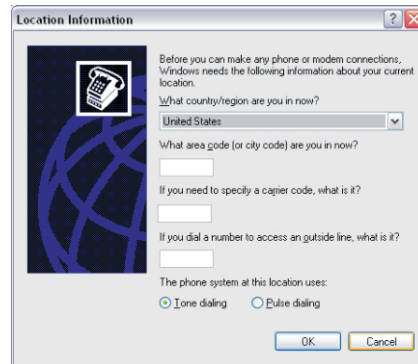 Location Information
Before you can make any phone or modem connections,
Windows needs the following information about your current
location.
What country/region are you in now?
United States
What area code (or city code) are you in now?
If you need to specify a carrier code, what is it?
If you dial a number to access an outside line, what is it?
The phone system at this location uses:
Tone dialing Pulse dialing
OK Cancel